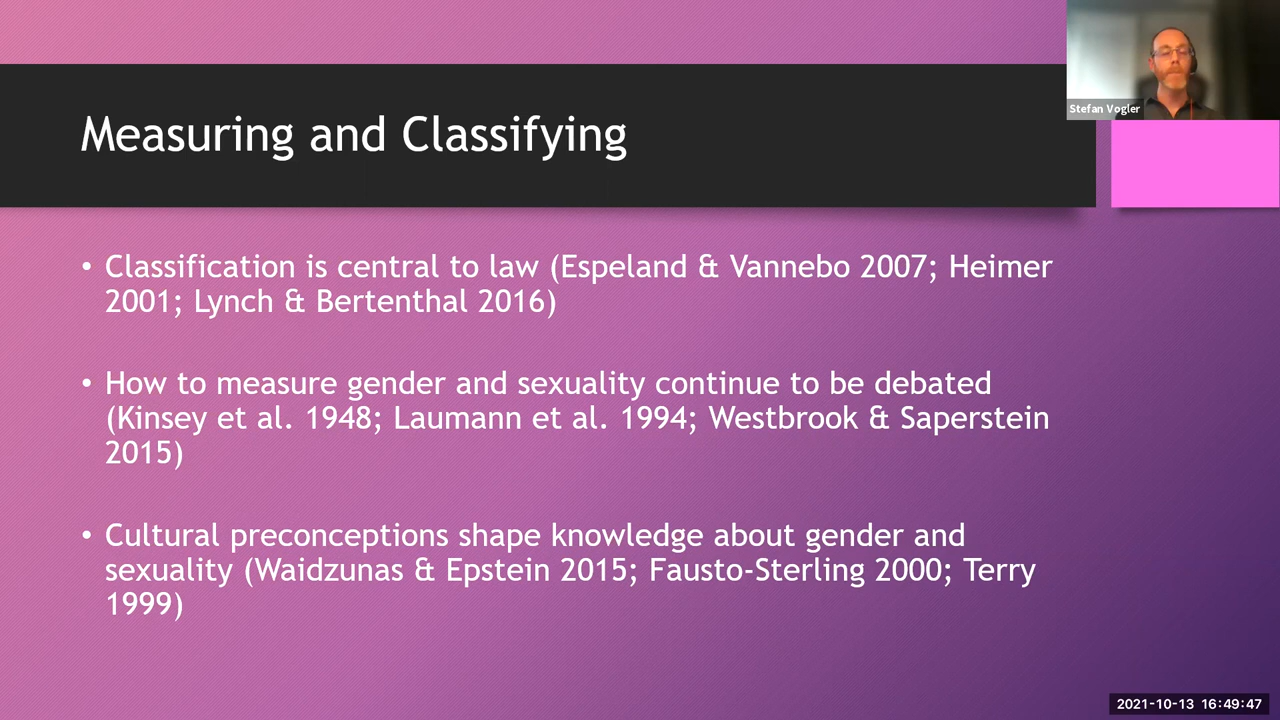 Stefan Vogler
Measuring and Classifying
• Classification is central to law (Espeland & Vannebo 2007; Heimer
2001; Lynch & Bertenthal 2016)
• How to measure gender and sexuality continue to be debated
(Kinsey et al. 1948; Laumann et al. 1994; Westbrook & Saperstein
2015)
• Cultural preconceptions shape knowledge about gender and
sexuality (Waidzunas & Epstein 2015; Fausto-Sterling 2000; Terry
1999)
2021-10-13 16:49:47